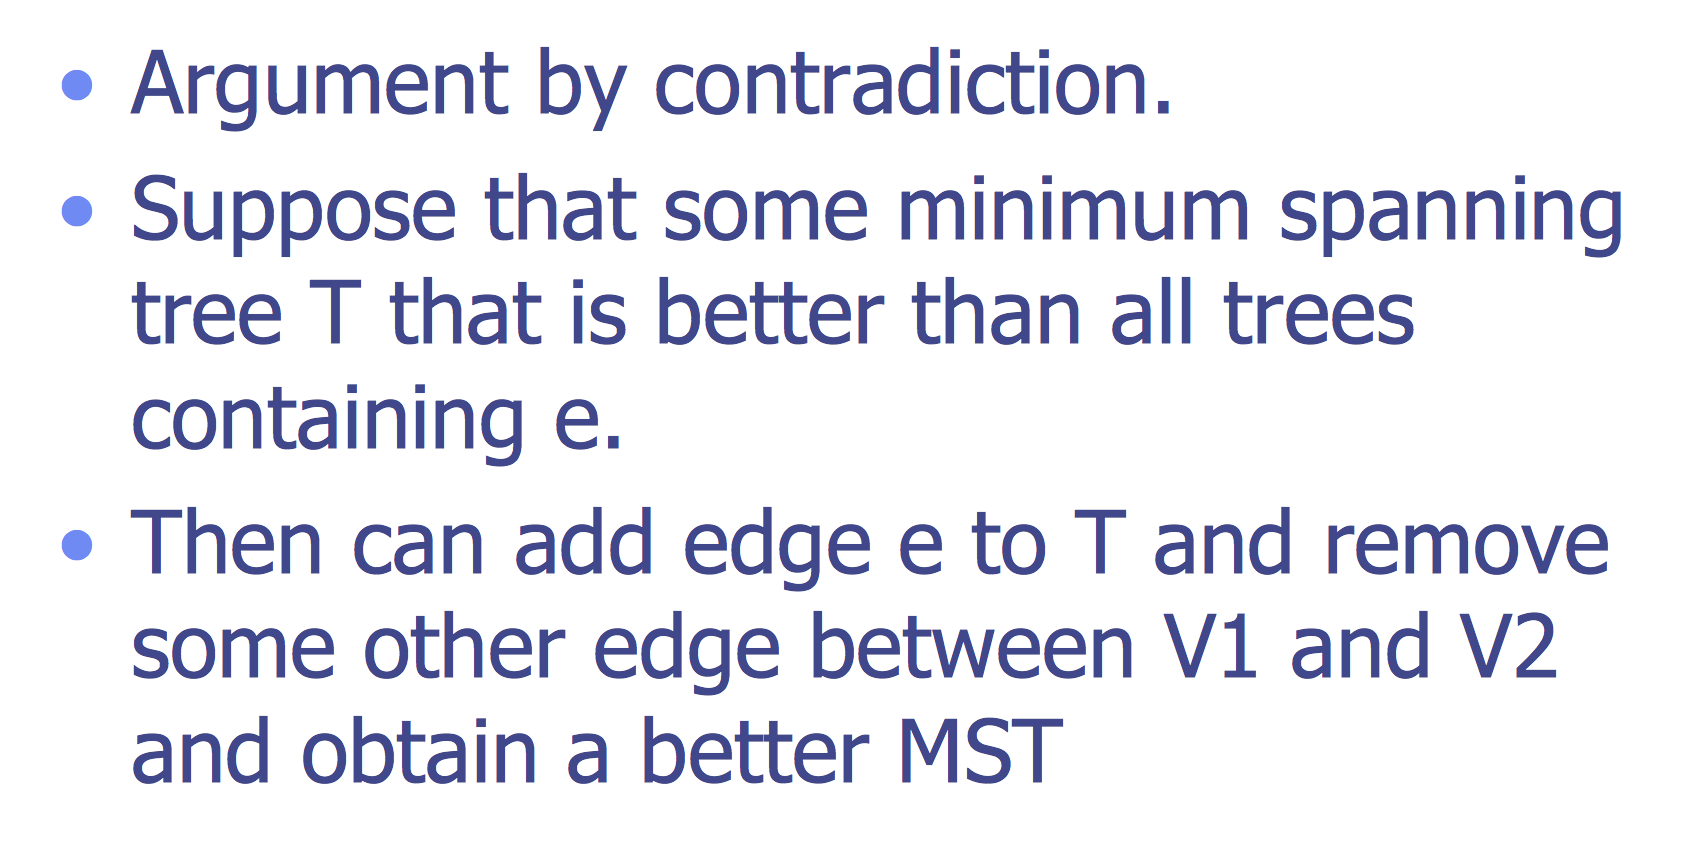 • Argument by contradiction.
• Suppose that some minimum spanning
tree T that is better than all trees
containing e.
• Then can add edge e to T and remove
some other edge between V1 and V2
and obtain a better MST